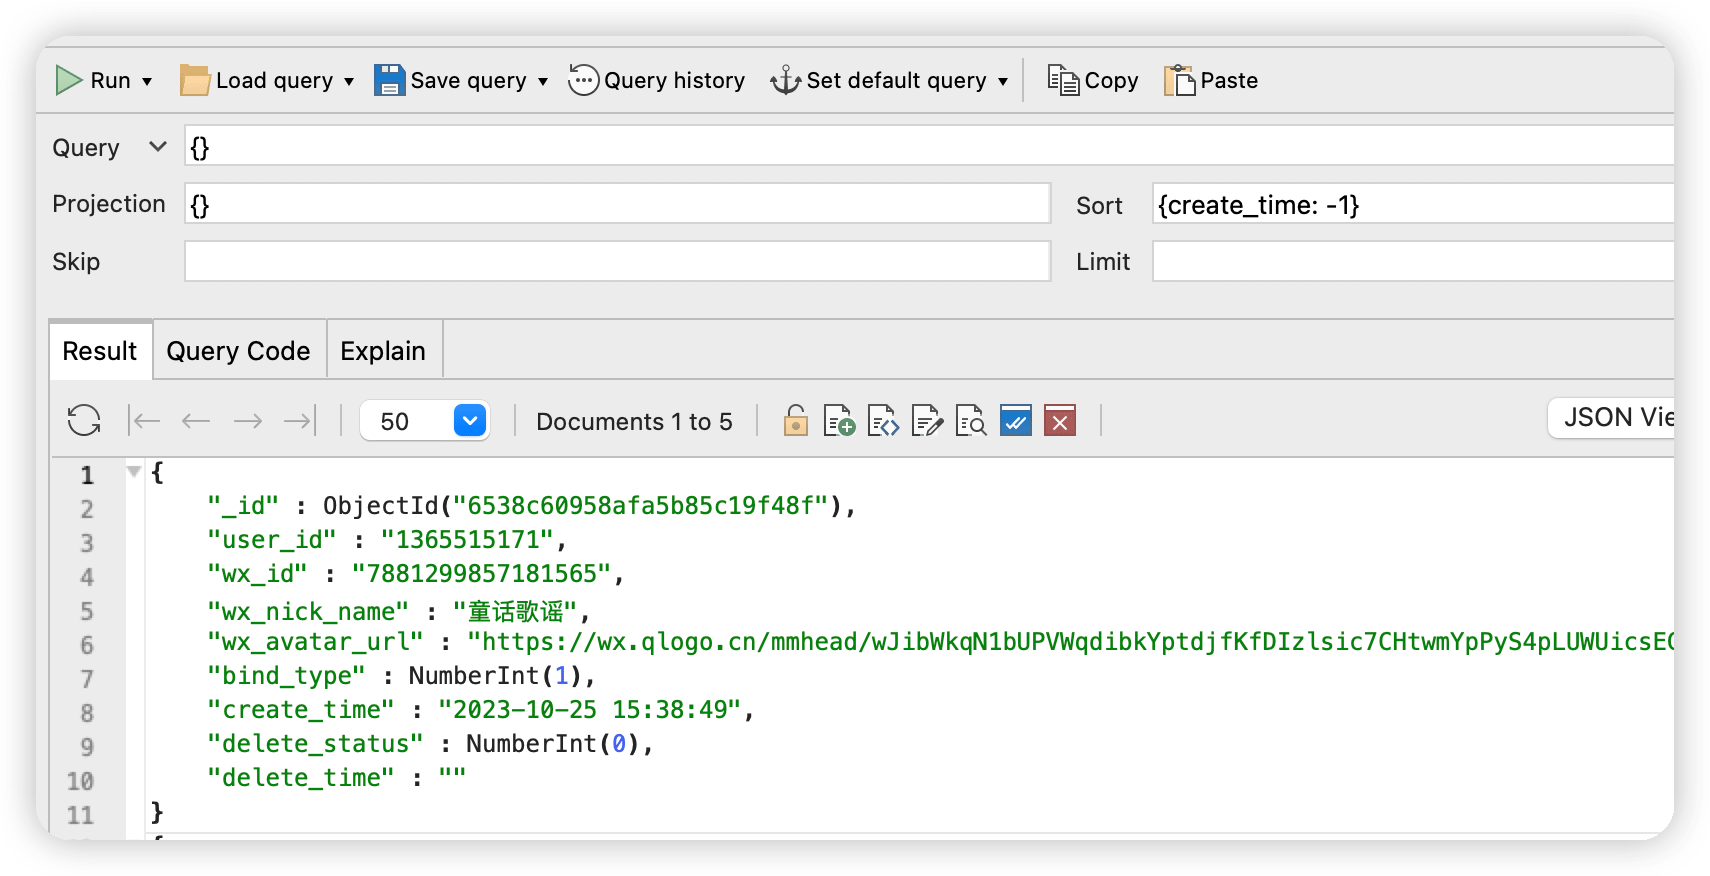 Run Load query Save query Query history Set default query Copy Paste
Query {}
Projection {} Sort {create_time: -1}
Skip Limit
Result Query Code Explain
50 Documents 1 to 5 JSON Vie
1 {
2 "_id" : ObjectId("6538c60958afa5b85c19f48f"),
3 "user_id" : "1365515171",
4 "wx_id" : "7881299857181565",
5 "wx_nick_name" : "童话歌谣",
6 "wx_avatar_url" : "https://wx.qlogo.cn/mmhead/wJibWkqN1bUPVWqdibkYptdjfKfDIzlsic7CHtwmYpPyS4pLUWUicsE
7 "bind_type" : NumberInt(1),
8 "create_time" : "2023-10-25 15:38:49",
9 "delete_status" : NumberInt(0),
10 "delete_time" : ""
11 }